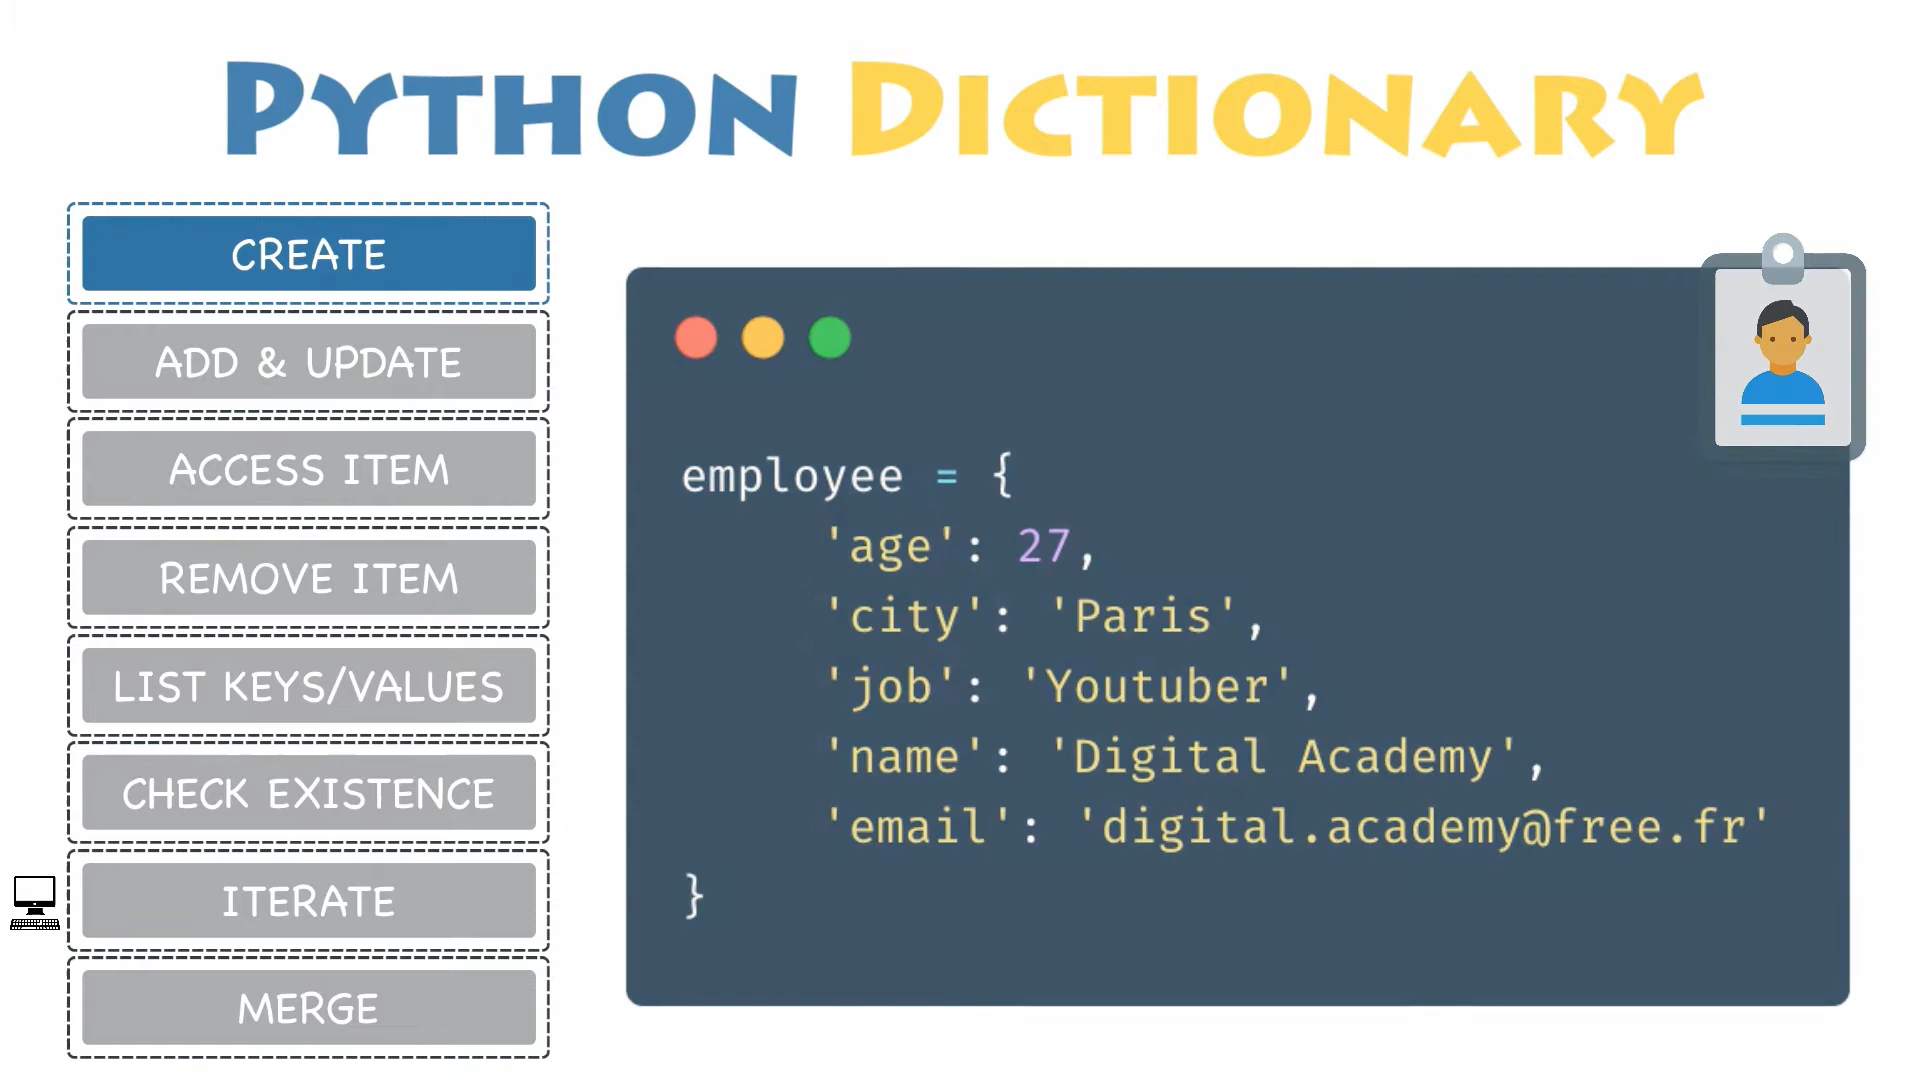 PYTHON DICTIONARY
CREATE
ADD & UPDATE
ACCESS ITEM
REMOVE ITEM
LIST KEYS/VALUES
CHECK EXISTENCE
ITERATE
MERGE
employee = {
'age': 27,
'city': 'Paris',
'job': 'Youtuber',
'name': 'Digital Academy',
'email': 'digital.academy@free.fr'
}